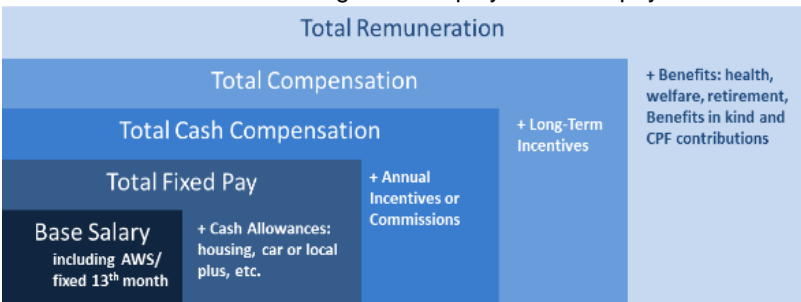 Total Remuneration
Total Compensation
+ Benefits: health,
welfare, retirement,
Benefits in kind and
CPF contributions
Total Cash Compensation
+ Long-Term
Incentives
Total Fixed Pay
+ Annual
Incentives or
Commissions
Base Salary
including AWS/
fixed 13th month
+ Cash Allowances:
housing, car or local
plus, etc.